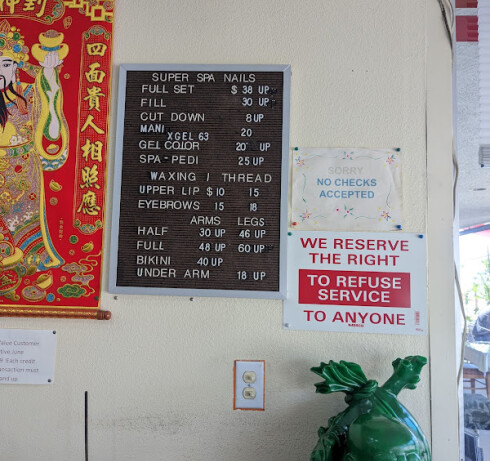 到
四面貴人相照應
SUPER SPA NAILS
FULL SET $ 38 UP
FILL 30 UP
CUT DOWN 8 UP
MANI XGEL 63 20
GEL COLOR 20 UP
SPA-PEDI 25 UP
WAXING / THREAD
UPPER LIP $10 15
EYEBROWS 15 18
ARMS LEGS
HALF 30 UP 46 UP
FULL 48 UP 60 UP
BIKINI 40 UP
UNDER ARM 18 UP
SORRY
NO CHECKS
ACCEPTED
WE RESERVE
THE RIGHT
TO REFUSE
SERVICE
TO ANYONE
Value Customer